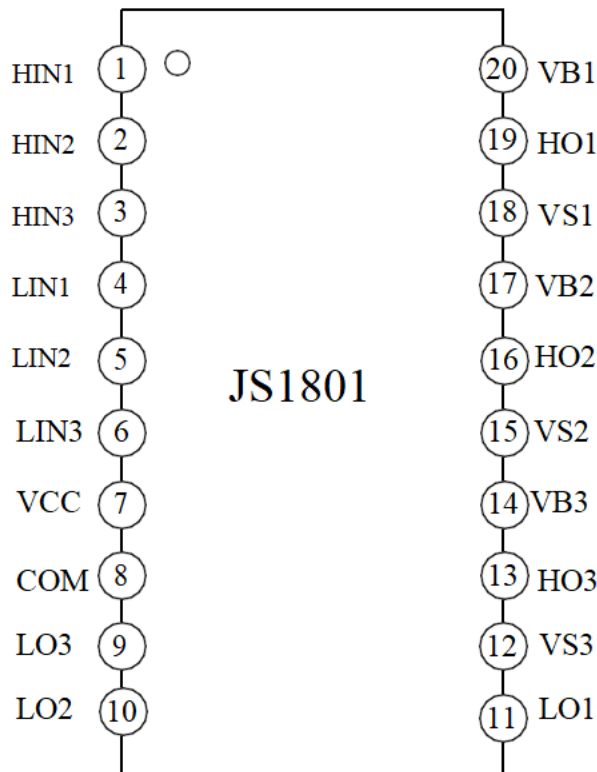 HIN1 1 20 VB1
HIN2 2 19 HO1
HIN3 3 18 VS1
LIN1 4 17 VB2
LIN2 5 16 HO2
JS1801
LIN3 6 15 VS2
VCC 7 14 VB3
COM 8 13 HO3
LO3 9 12 VS3
LO2 10 11 LO1